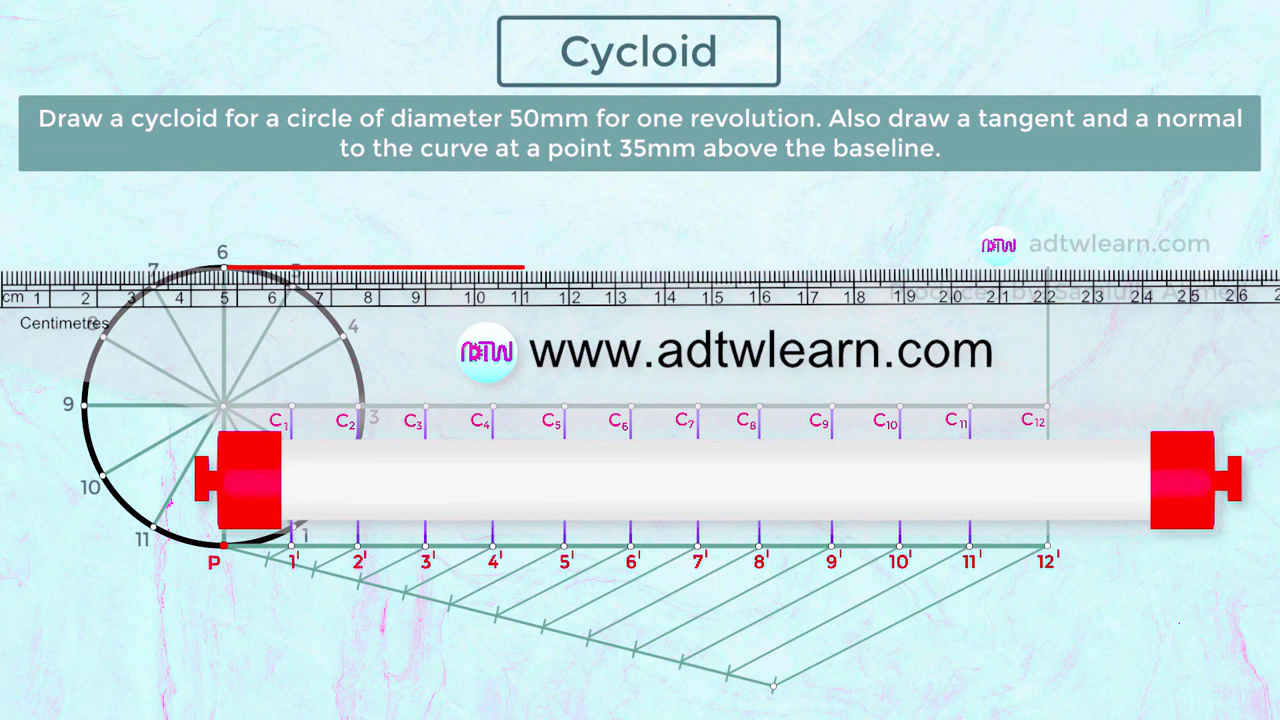 Cycloid
Draw a cycloid for a circle of diameter 50mm for one revolution. Also draw a tangent and a normal
to the curve at a point 35mm above the baseline.
adtwlearn.com
6
7 5
cm 1 2 3 4 5 6 7 8 9 10 11 12 13 14 15 16 17 18 19 20 21 22 23 24 25 26 2
Produced by
Centimetres
8 4
www.adtwlearn.com
9 3
C1 C2 C3 C4 C5 C6 C7 C8 C9 C10 C11 C12
10
11 1
P 1' 2' 3' 4' 5' 6' 7' 8' 9' 10' 11' 12'